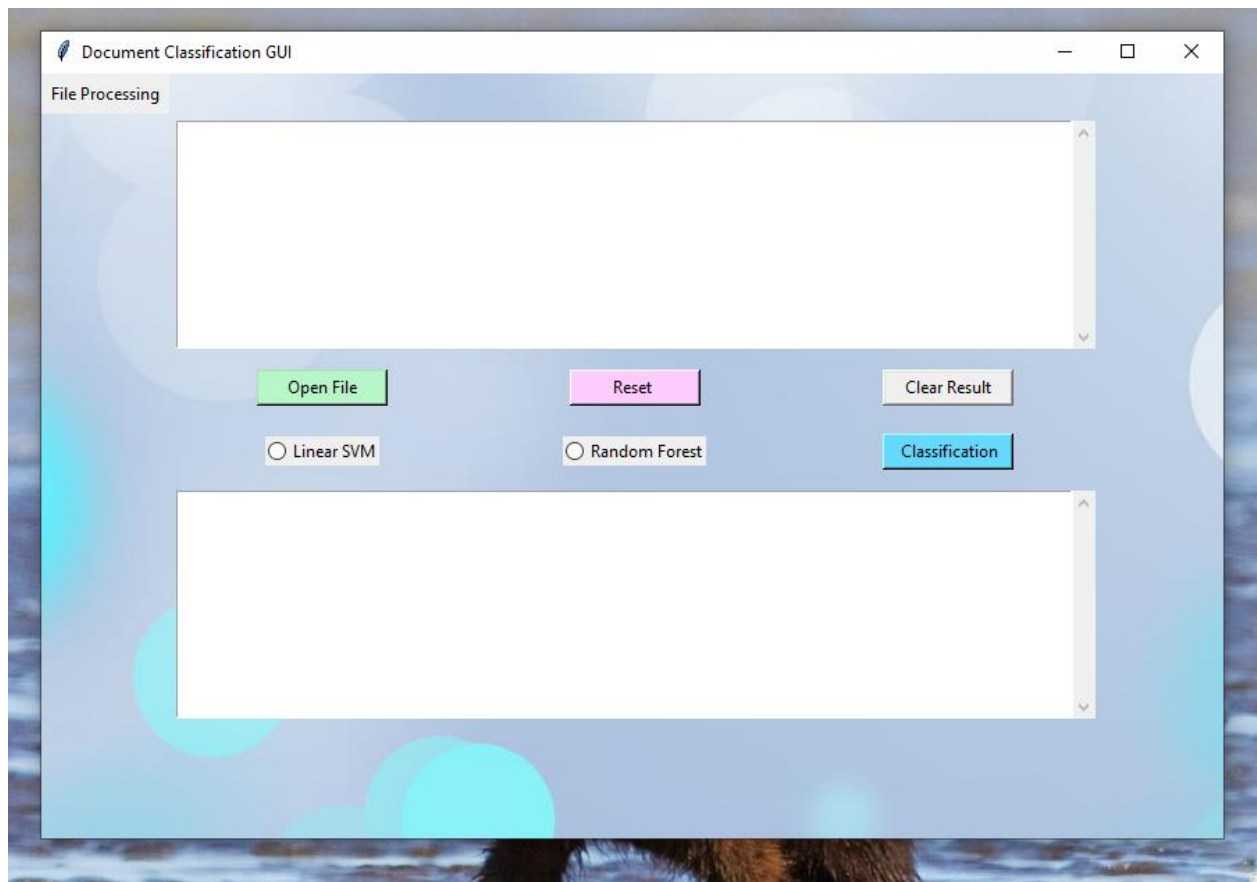 Document Classification GUI
File Processing
Open File Reset Clear Result
Linear SVM Random Forest Classification